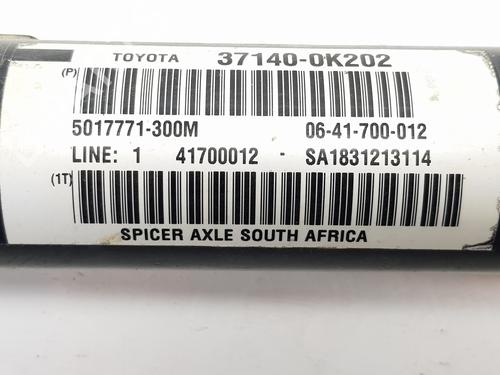 TOYOTA 37140-0K202
(P)
5017771-300M 06-41-700-012
LINE: 1 41700012 - SA1831213114
(1T)
SPICER AXLE SOUTH AFRICA